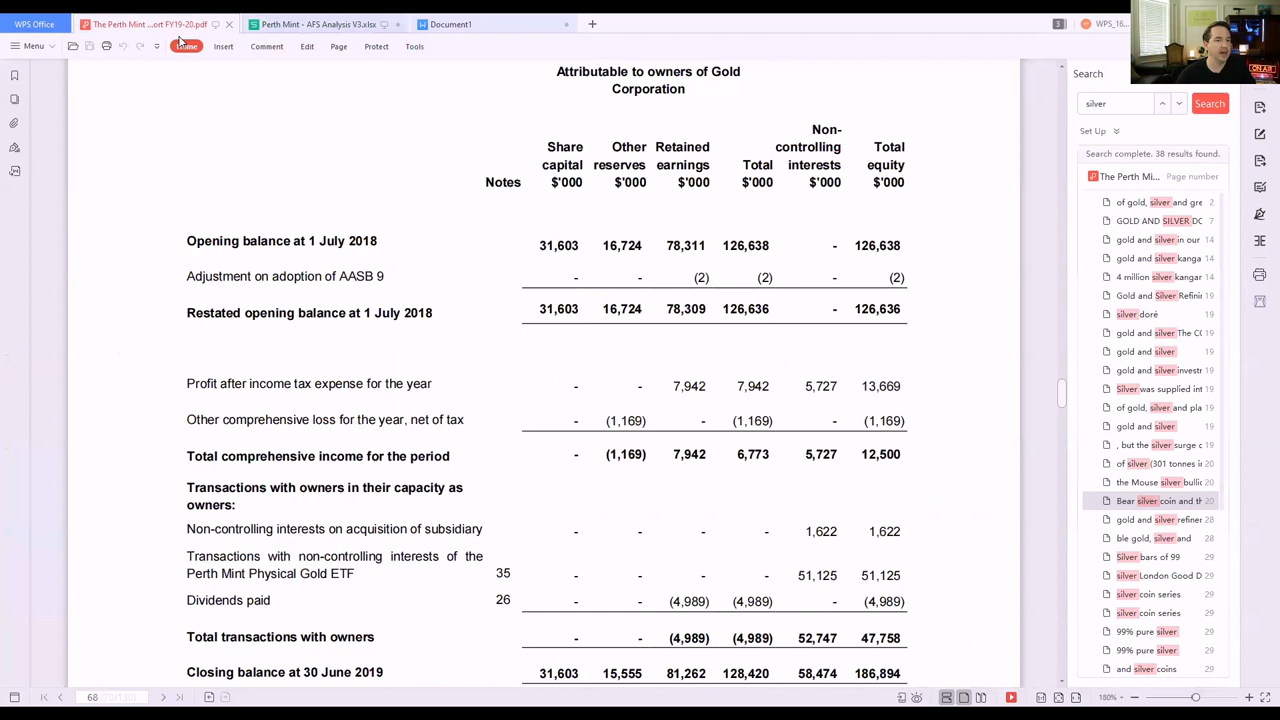 WPS Office
The Perth Mint ...ort FY19-20.pdf
Perth Mint - AFS Analysis V3.xlsx
Document1
3
WPS_16...
Menu
Home
Insert
Comment
Edit
Page
Protect
Tools
Attributable to owners of Gold
Corporation
Notes
Share capital $'000
Other reserves $'000
Retained earnings $'000
Total $'000
Non-controlling interests $'000
Total equity $'000
Opening balance at 1 July 2018 31,603 16,724 78,311 126,638 - 126,638
Adjustment on adoption of AASB 9 - - (2) (2) - (2)
Restated opening balance at 1 July 2018 31,603 16,724 78,309 126,636 - 126,636
Profit after income tax expense for the year - - 7,942 7,942 5,727 13,669
Other comprehensive loss for the year, net of tax - (1,169) - (1,169) - (1,169)
Total comprehensive income for the period - (1,169) 7,942 6,773 5,727 12,500
Transactions with owners in their capacity as
owners:
Non-controlling interests on acquisition of subsidiary - - - - 1,622 1,622
Transactions with non-controlling interests of the
Perth Mint Physical Gold ETF 35 - - - - 51,125 51,125
Dividends paid 26 - - (4,989) (4,989) - (4,989)
Total transactions with owners - - (4,989) (4,989) 52,747 47,758
Closing balance at 30 June 2019 31,603 15,555 81,262 128,420 58,474 186,894
Search
silver
Search
Set Up
Search complete. 38 results found.
The Perth Mi... Page number
of gold, silver and gre 2
GOLD AND SILVER DC 7
gold and silver in our 14
gold and silver kanga 14
4 million silver kangar 14
Gold and Silver Refinin 19
silver doré 19
gold and silver The CC 19
gold and silver 19
gold and silver investm 19
Silver was supplied int 19
of gold, silver and pla 19
gold and silver 19
, but the silver surge c 19
of silver (301 tonnes in 20
the Mouse silver bullic 20
Bear silver coin and th 20
gold and silver refiner 28
ble gold, silver and 28
Silver bars of 99 29
silver London Good D 29
silver coin series 29
silver coin series 29
99% pure silver 29
99% pure silver 29
and silver coins 29
68
180%